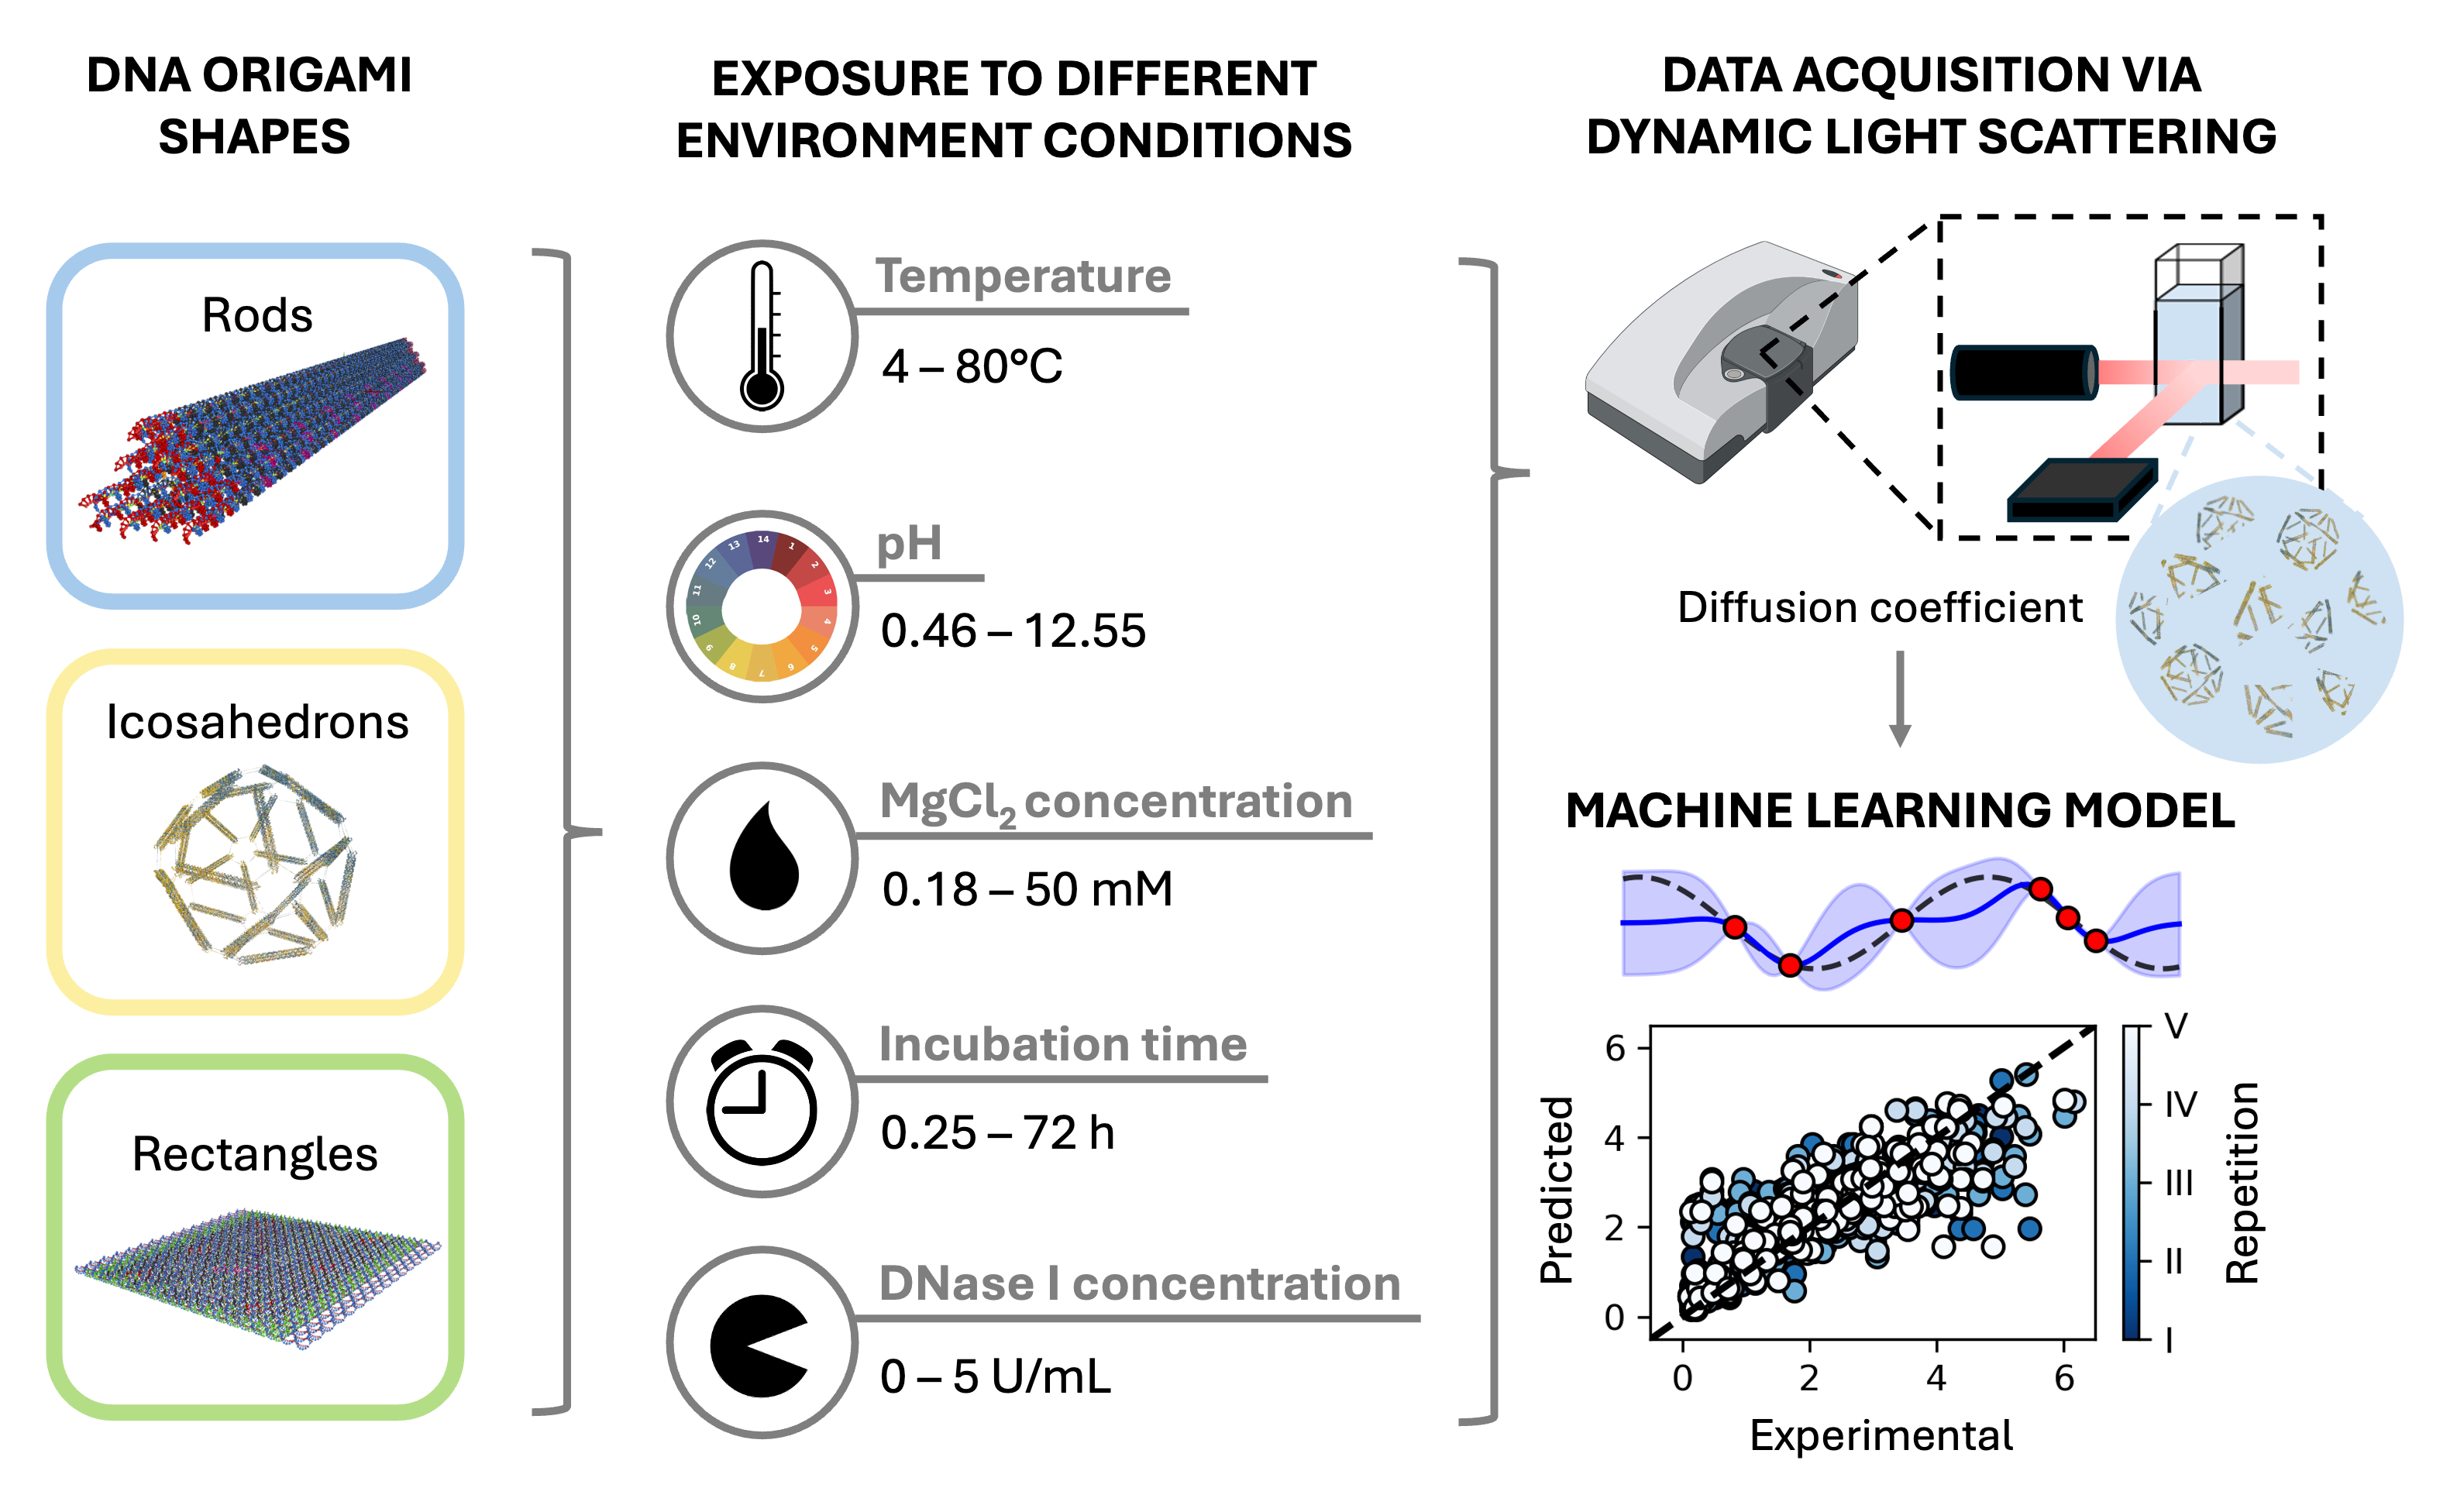 DNA ORIGAMI
SHAPES
Rods
Icosahedrons
Rectangles
EXPOSURE TO DIFFERENT
ENVIRONMENT CONDITIONS
Temperature
4 – 80°C
pH
0.46 – 12.55
1
2
3
4
5
6
7
8
9
10
11
12
13
14
MgCl₂ concentration
0.18 – 50 mM
Incubation time
0.25 – 72 h
DNase I concentration
0 – 5 U/mL
DATA ACQUISITION VIA
DYNAMIC LIGHT SCATTERING
Diffusion coefficient
MACHINE LEARNING MODEL
Predicted
6
4
2
0
0 2 4 6
Experimental
V
IV
III
II
I
Repetition